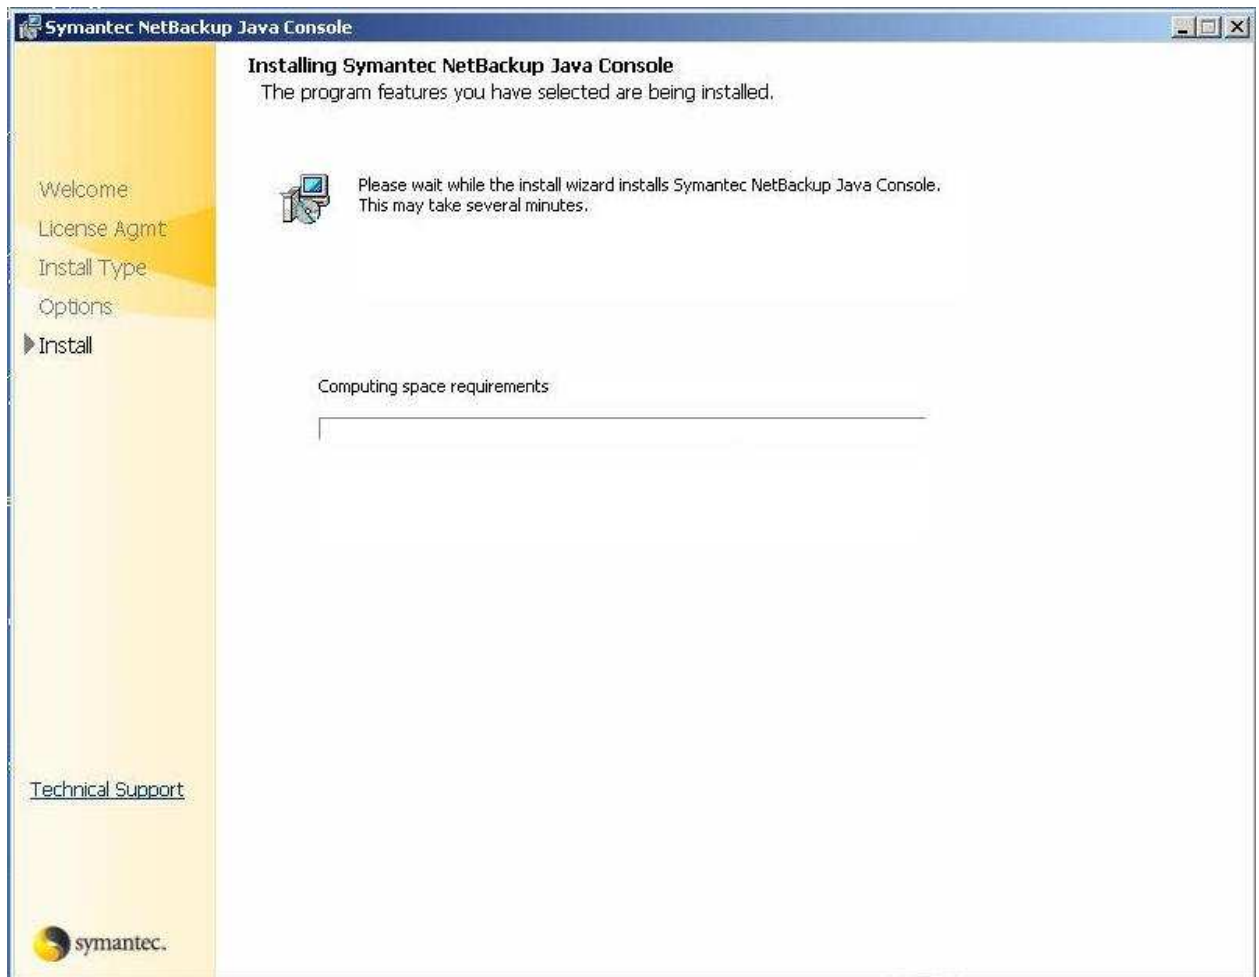 Symantec NetBackup Java Console
Installing Symantec NetBackup Java Console
The program features you have selected are being installed.
Please wait while the install wizard installs Symantec NetBackup Java Console.
This may take several minutes.
Welcome
License Agmt
Install Type
Options
Install
Computing space requirements
Technical Support
symantec.